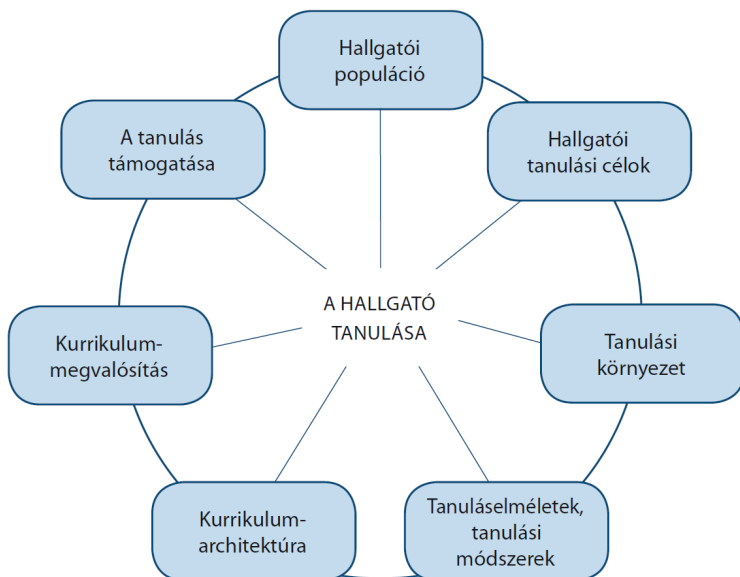 Hallgatói
populáció
Hallgatói
tanulási célok
Tanulási
környezet
Tanuláselméletek,
tanulási
módszerek
Kurrikulum-
architektúra
Kurrikulum-
megvalósítás
A tanulás
támogatása
A HALLGATÓ
TANULÁSA